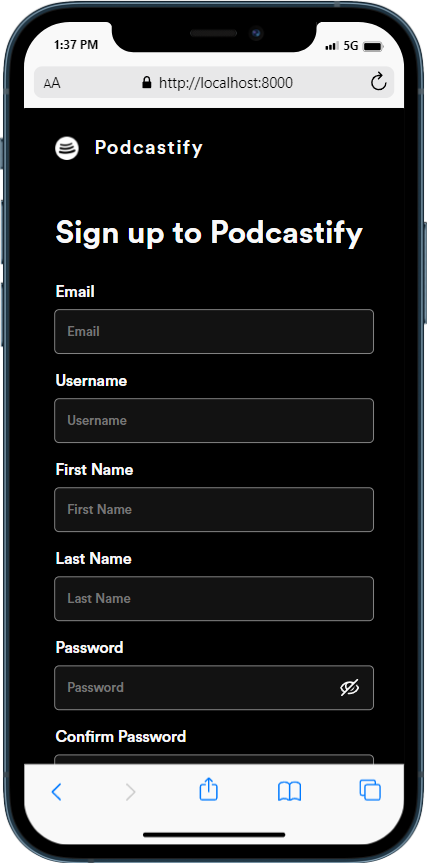 1:37 PM
5G
AA
http://localhost:8000
Podcastify
Sign up to Podcastify
Email
Email
Username
Username
First Name
First Name
Last Name
Last Name
Password
Password
Confirm Password